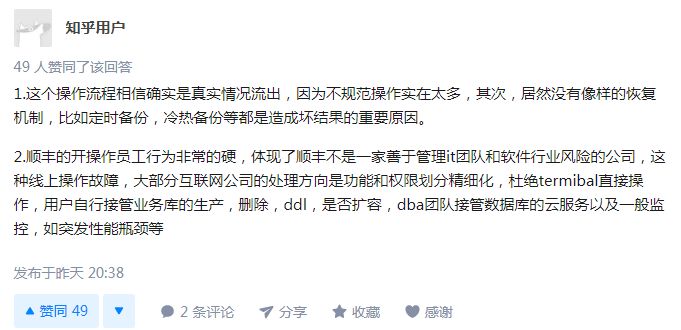 知乎用户
49 人赞同了该回答
1.这个操作流程相信确实是真实情况流出，因为不规范操作实在太多，其次，居然没有像样的恢复
机制，比如定时备份，冷热备份等都是造成坏结果的重要原因。
2.顺丰的开操作员工行为非常的硬，体现了顺丰不是一家善于管理it团队和软件行业风险的公司，这
种线上操作故障，大部分互联网公司的处理方向是功能和权限划分精细化，杜绝termibal直接操
作，用户自行接管业务库的生产，删除，ddl，是否扩容，dba团队接管数据库的云服务以及一般监
控，如突发性能瓶颈等
发布于昨天 20:38
赞同 49
2 条评论
分享
收藏
感谢